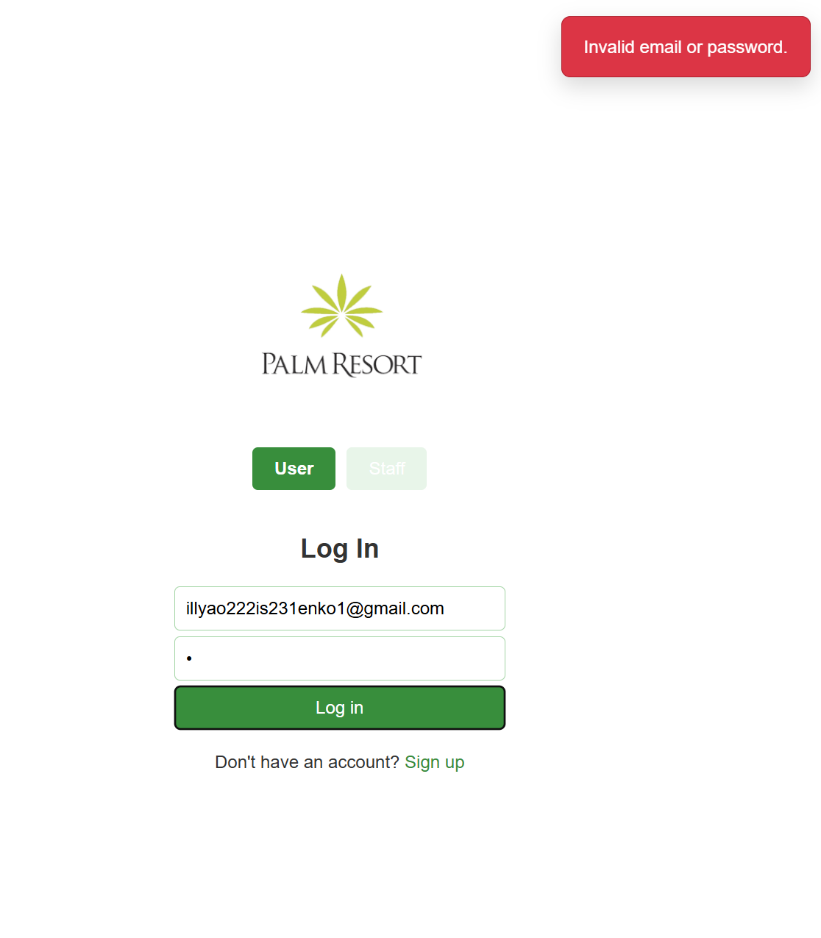 Invalid email or password.
PALM RESORT
User
Staff
Log In
illyao222is231enko1@gmail.com
•
Log in
Don't have an account? Sign up